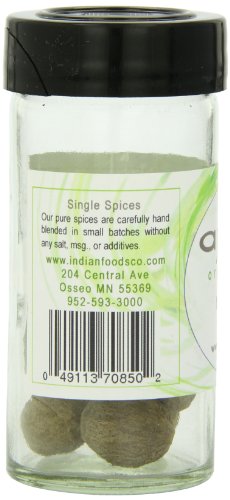 Single Spices
Our pure spices are carefully hand
blended in small batches without
any salt, msg., or additives.
www.indianfoodsco.com
204 Central Ave
Osseo MN 55369
952-593-3000
0 49113 70850 2